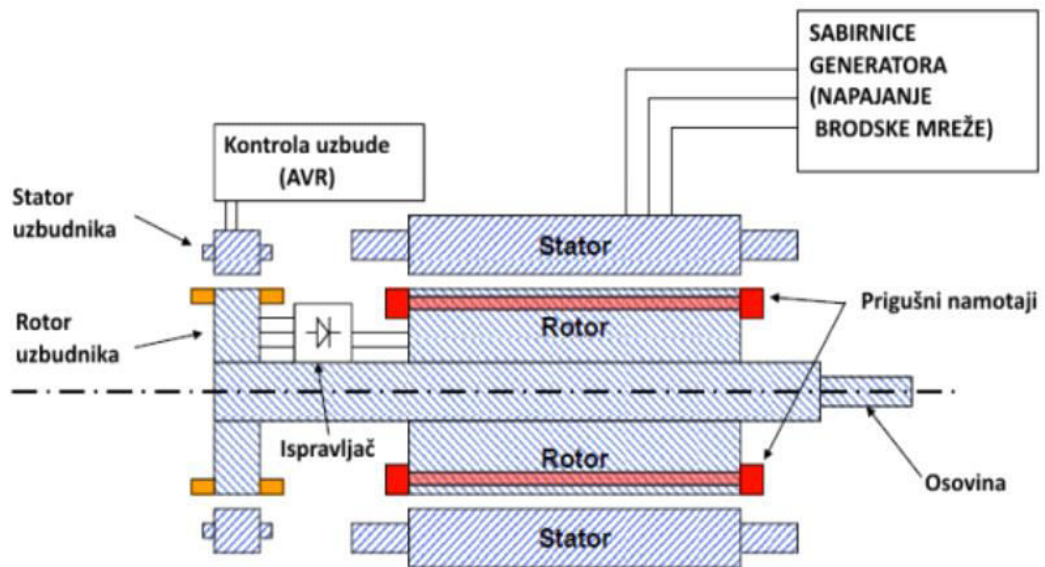 SABIRNICE
GENERATORA
(NAPAJANJE
BRODSKE MREŽE)
Kontrola uzbude
(AVR)
Stator
uzbudnika
Stator
Prigušni namotaji
Rotor
uzbudnika
Rotor
Ispravljač
Rotor
Osovina
Stator